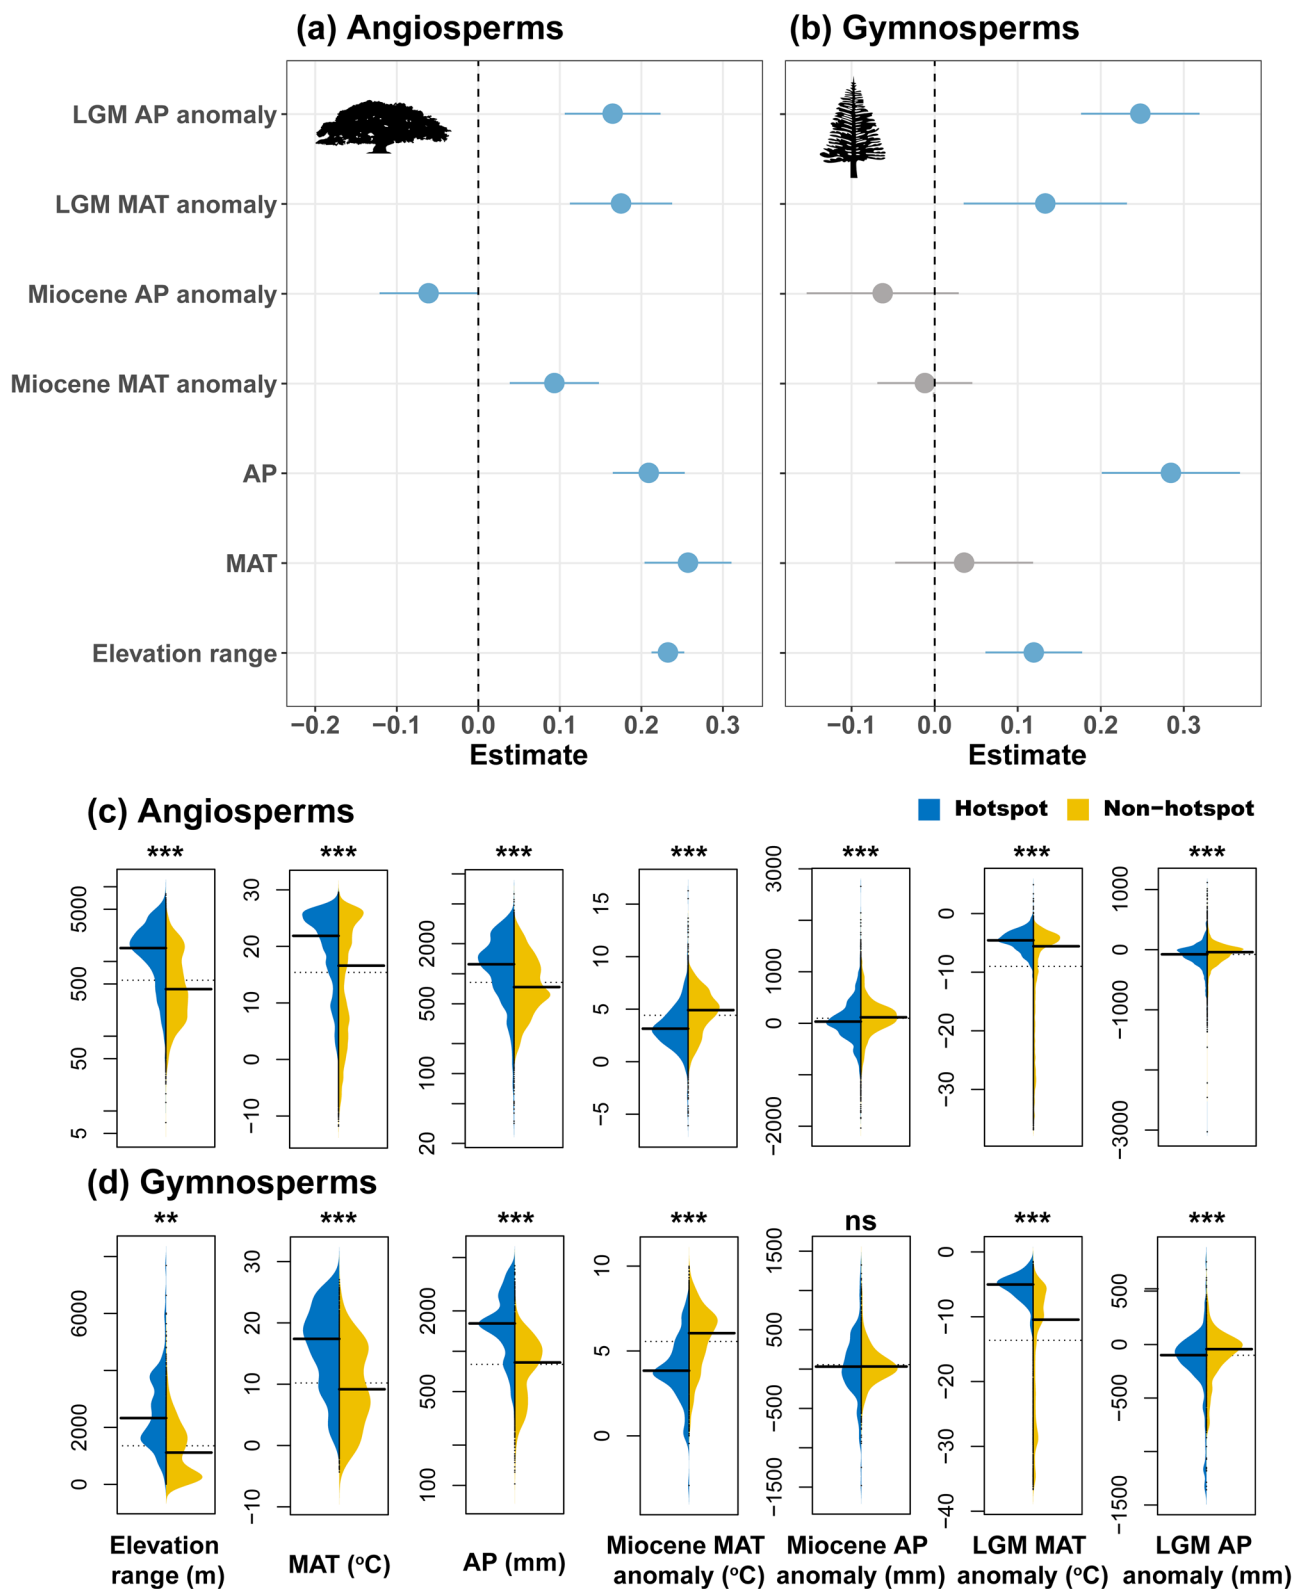 (a) Angiosperms
(b) Gymnosperms
LGM AP anomaly
LGM MAT anomaly
Miocene AP anomaly
Miocene MAT anomaly
AP
MAT
Elevation range
−0.2 −0.1 0.0 0.1 0.2 0.3
−0.1 0.0 0.1 0.2 0.3
Estimate
Estimate
(c) Angiosperms
Hotspot Non−hotspot
*** *** *** *** *** *** ***
5 50 500 5000
−10 0 10 20 30
20 100 500 2000
−5 0 5 10 15
−2000 0 1000 3000
−30 −20 −10 0
−3000 −1000 0 1000
(d) Gymnosperms
** *** *** *** ns *** ***
0 2000 6000
−10 0 10 20 30
100 500 2000
0 5 10
−1500 −500 500 1500
−40 −30 −20 −10 0
−1500 −500 0 500
Elevation
range (m)
MAT (°C)
AP (mm)
Miocene MAT
anomaly (°C)
Miocene AP
anomaly (mm)
LGM MAT
anomaly (°C)
LGM AP
anomaly (mm)